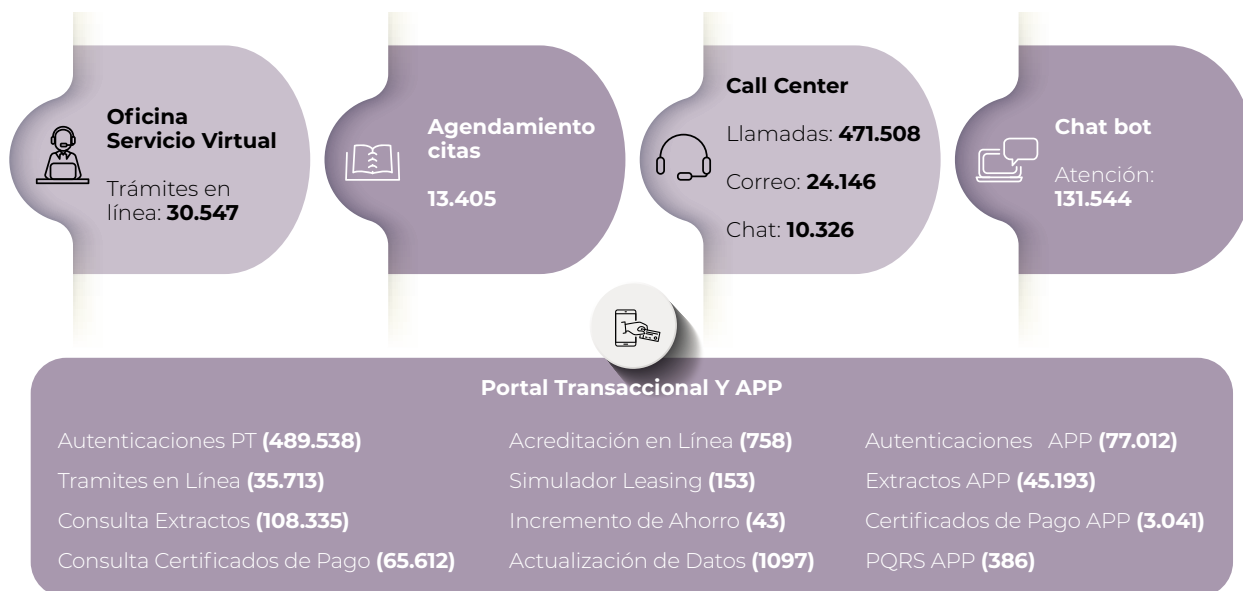 Oficina
Servicio Virtual
Trámites en
línea: 30.547
Agendamiento
citas
13.405
Call Center
Llamadas: 471.508
Correo: 24.146
Chat: 10.326
Chat bot
Atención:
131.544
Portal Transaccional Y APP
Autenticaciones PT (489.538)
Tramites en Línea (35.713)
Consulta Extractos (108.335)
Consulta Certificados de Pago (65.612)
Acreditación en Línea (758)
Simulador Leasing (153)
Incremento de Ahorro (43)
Actualización de Datos (1097)
Autenticaciones APP (77.012)
Extractos APP (45.193)
Certificados de Pago APP (3.041)
PQRS APP (386)